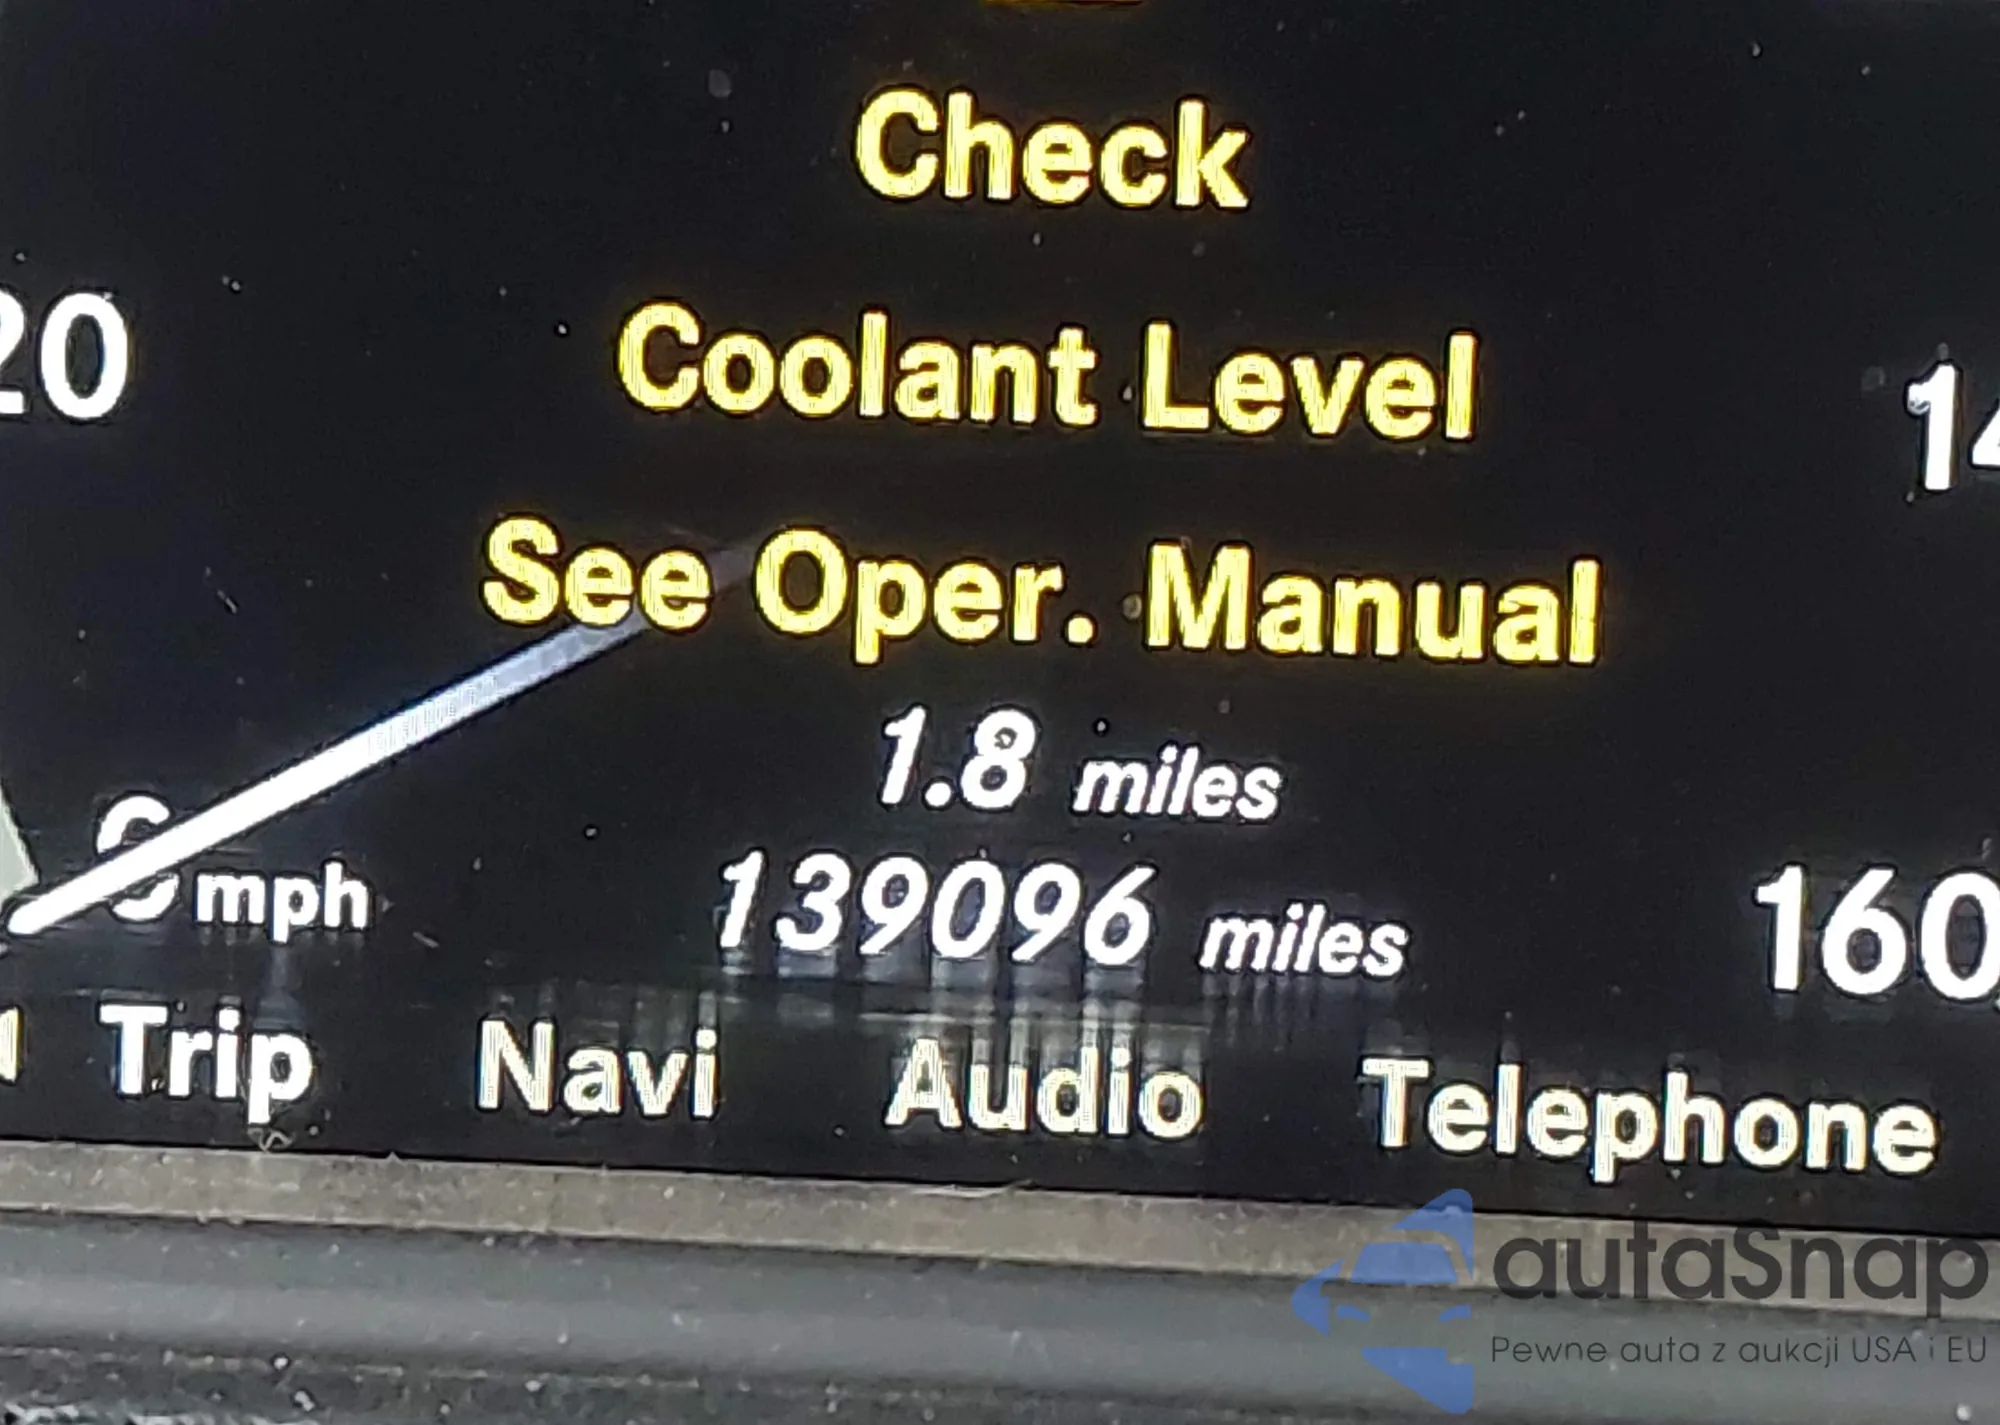 Check
Coolant Level
20
See Oper. Manual
1.8 miles
mph
139096 miles
160
Trip Navi Audio Telephone
autaSnap
Pewne auta z aukcji USA i EU